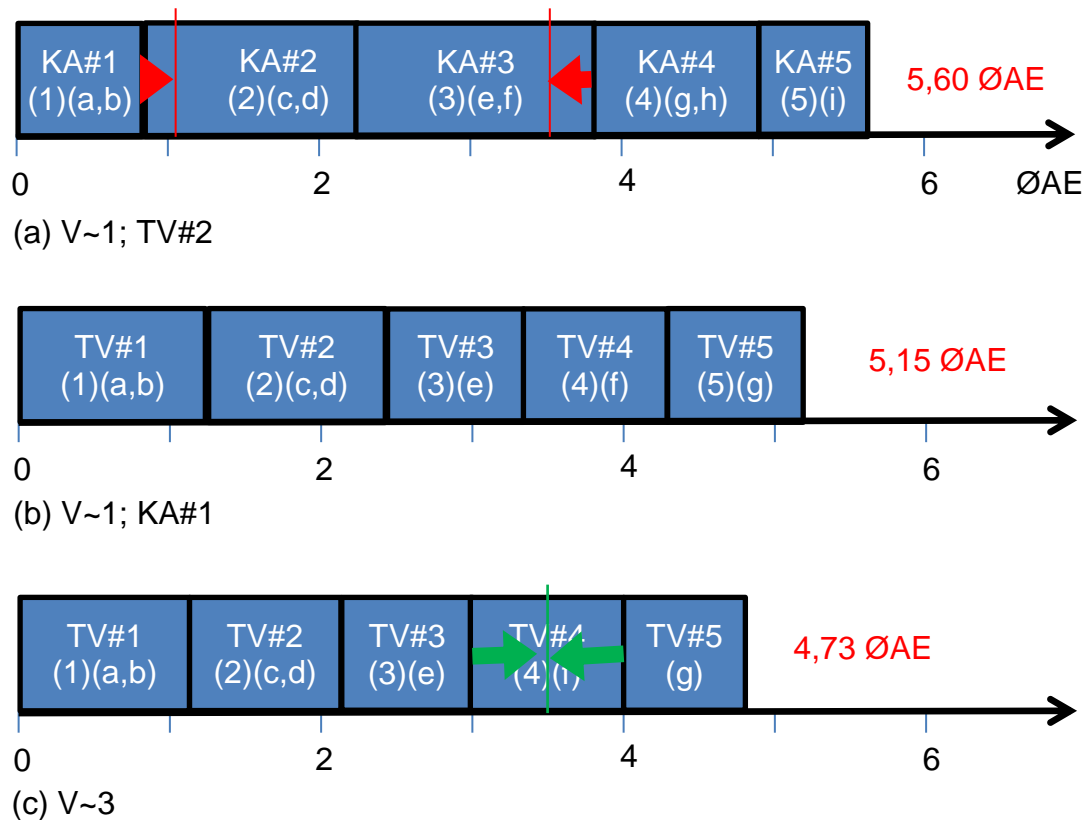 KA#1 KA#2 KA#3 KA#4 KA#5
(1)(a,b) (2)(c,d) (3)(e,f) (4)(g,h) (5)(i)
5,60 ØAE
0 2 4 6 ØAE
(a) V~1; TV#2
TV#1 TV#2 TV#3 TV#4 TV#5
(1)(a,b) (2)(c,d) (3)(e) (4)(f) (5)(g)
5,15 ØAE
0 2 4 6
(b) V~1; KA#1
TV#1 TV#2 TV#3 TV#4 TV#5
(1)(a,b) (2)(c,d) (3)(e) (4)(f) (g)
4,73 ØAE
0 2 4 6
(c) V~3